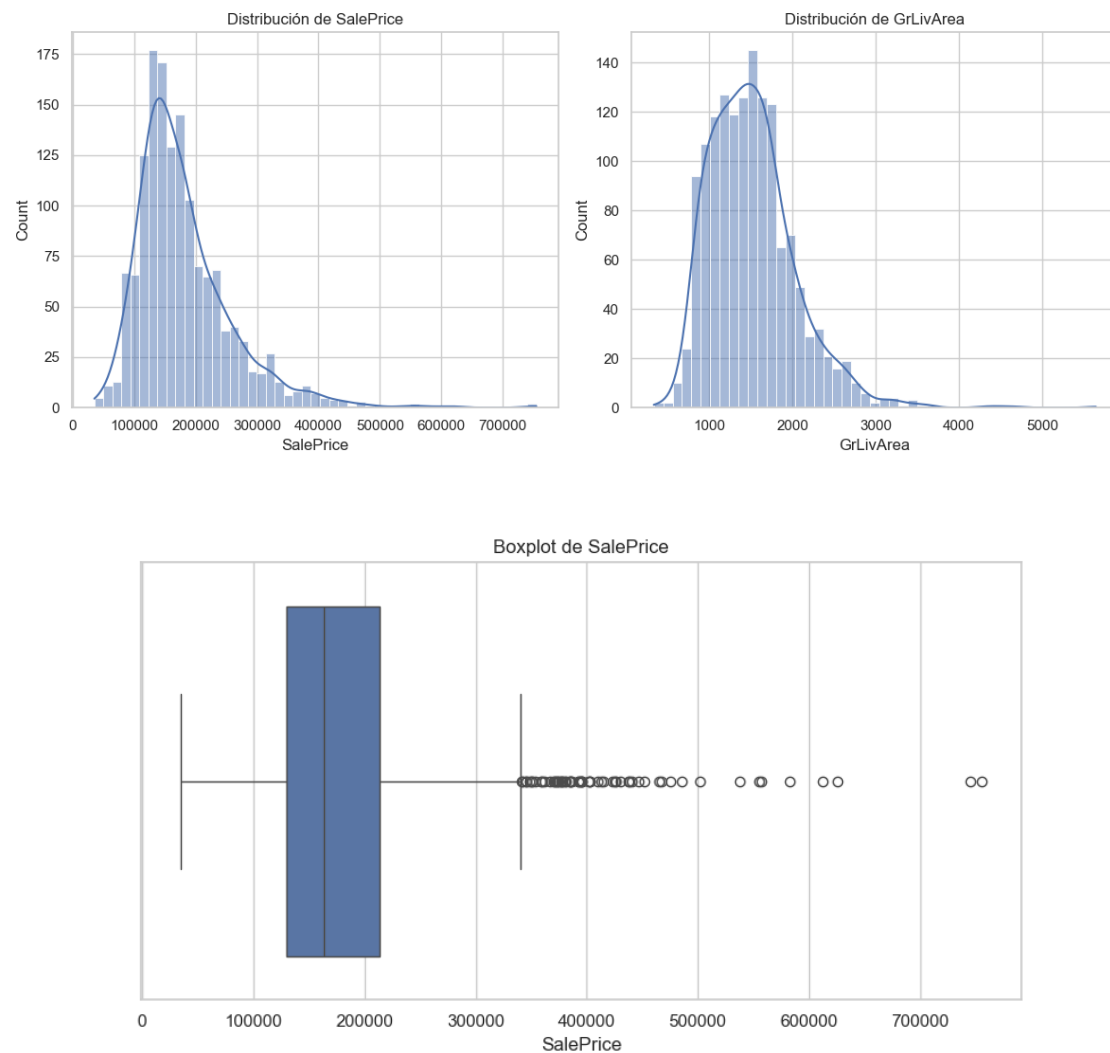 Distribución de SalePrice
175
150
125
100
75
50
25
0
Count
0 100000 200000 300000 400000 500000 600000 700000
SalePrice
Distribución de GrLivArea
140
120
100
80
60
40
20
0
Count
1000 2000 3000 4000 5000
GrLivArea
Boxplot de SalePrice
0 100000 200000 300000 400000 500000 600000 700000
SalePrice